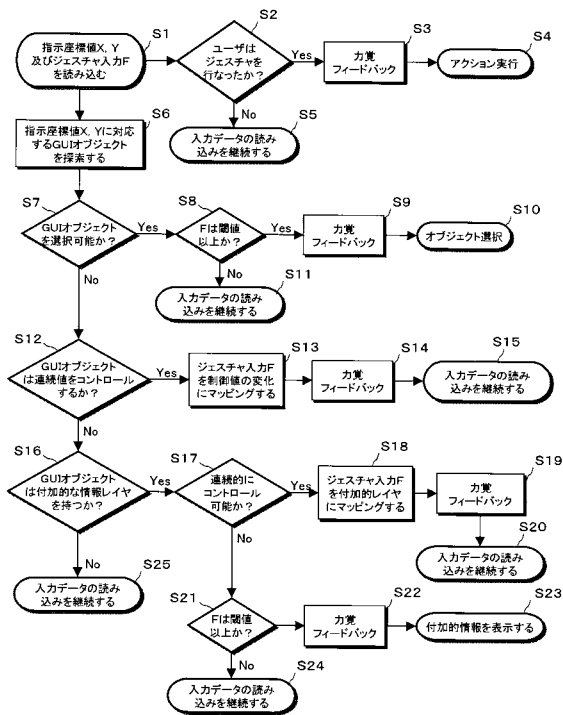 S1
指示座標値X, Y
及びジェスチャ入力F
を読み込む
S2
ユーザは
ジェスチャを
行なったか？
Yes
S3
力覚
フィードバック
S4
アクション実行
No
S5
入力データの読み
込みを継続する
S6
指示座標値X, Yに対応
するGUIオブジェクト
を探索する
S7
GUIオブジェクト
を選択可能か？
Yes
S8
Fは閾値
以上か？
Yes
S9
力覚
フィードバック
S10
オブジェクト選択
No
No
S11
入力データの読み
込みを継続する
S12
GUIオブジェクト
は連続値をコントロール
するか？
Yes
S13
ジェスチャ入力F
を制御値の変化
にマッピングする
S14
力覚
フィードバック
S15
入力データの読み
込みを継続する
No
S16
GUIオブジェクト
は付加的な情報レイヤ
を持つか？
Yes
S17
連続的に
コントロール
可能か？
Yes
S18
ジェスチャ入力F
を付加的レイヤ
にマッピングする
S19
力覚
フィードバック
S20
入力データの読み
込みを継続する
No
S25
入力データの読み
込みを継続する
No
S21
Fは閾値
以上か？
S22
力覚
フィードバック
S23
付加的情報を表示する
No
S24
入力データの読み
込みを継続する